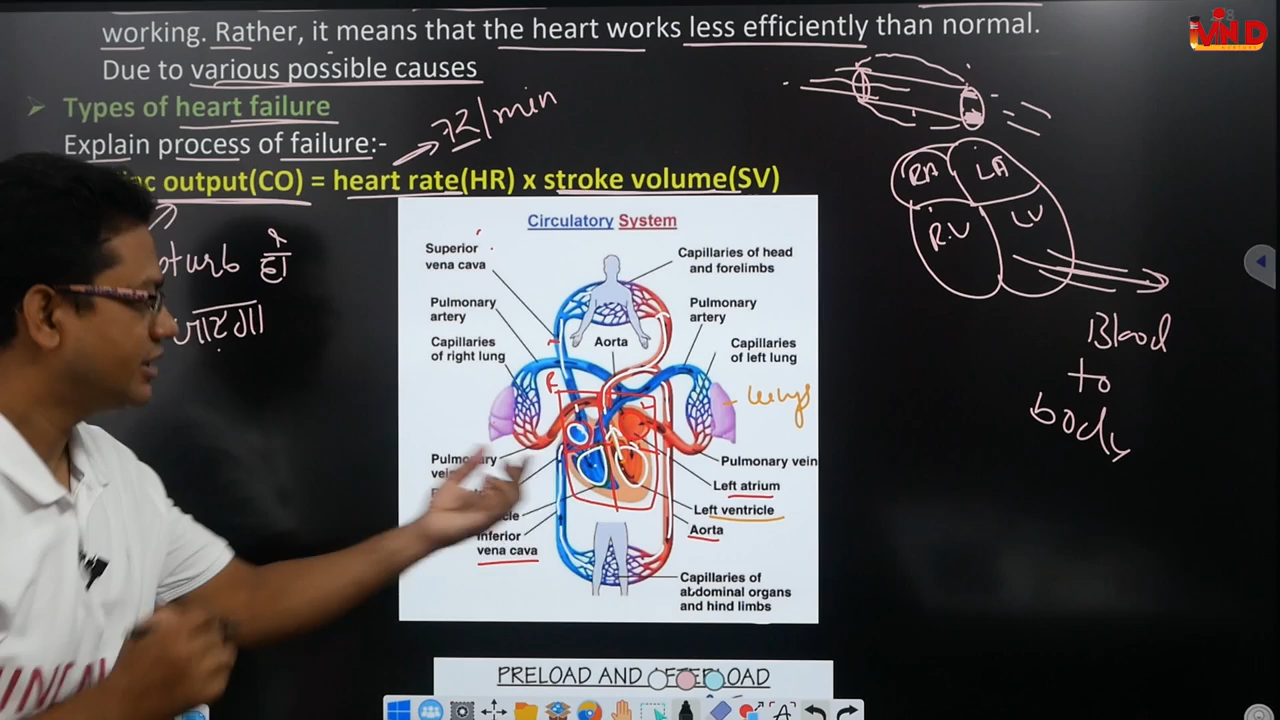 working. Rather, it means that the heart works less efficiently than normal.
Due to various possible causes
Types of heart failure
72/min
Explain process of failure:-
output(CO) = heart rate(HR) x stroke volume(SV)
RA LA
R.V LV
Circulatory System
Superior
vena cava
Capillaries of head
and forelimbs
Pulmonary
artery
Pulmonary
artery
Aorta
Capillaries
of right lung
Capillaries
of left lung
R
L
lungs
Blood
to
body
Pulmonary
Pulmonary vein
Left atrium
Left ventricle
Aorta
Inferior
vena cava
Capillaries of
abdominal organs
and hind limbs
जाएगा
PRELOAD AND AFTERLOAD